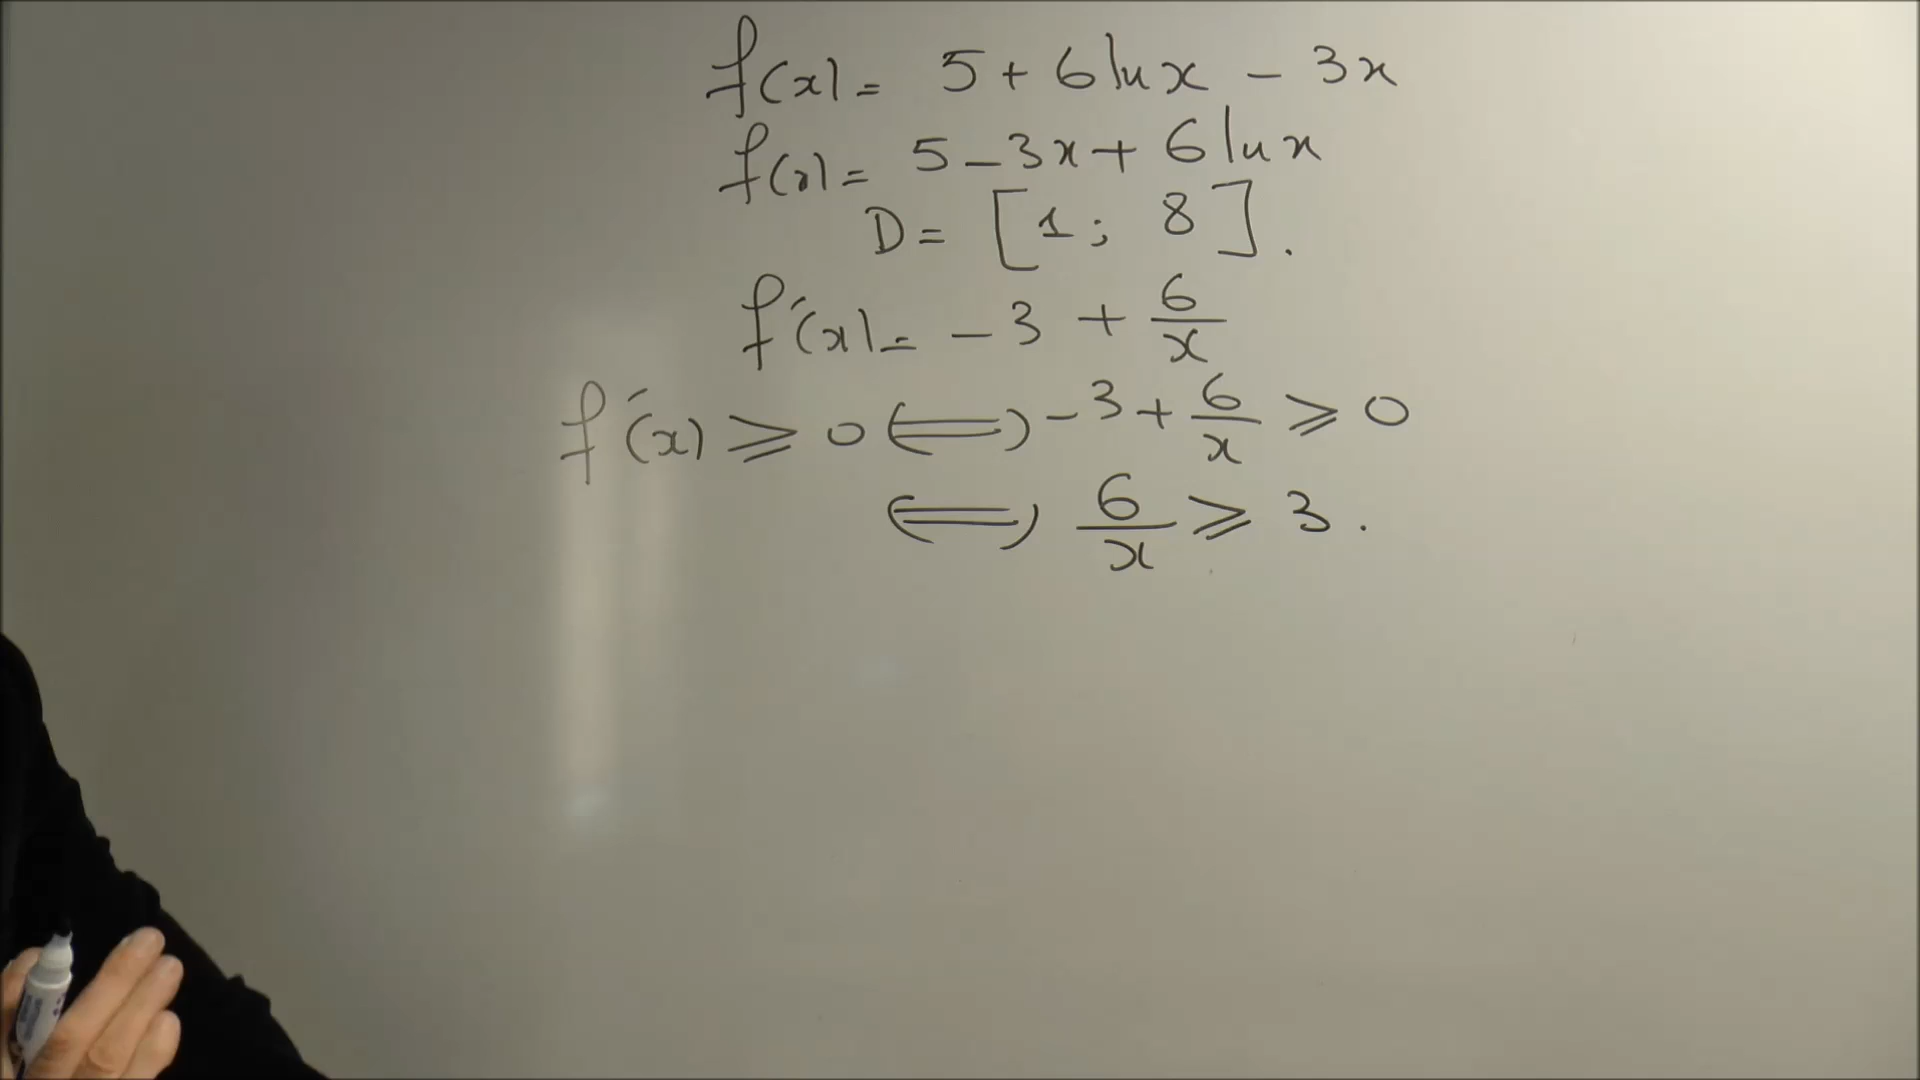 f(x) = 5 + 6 ln x - 3x
f(x) = 5 - 3x + 6 ln x
D = [1; 8].
f'(x) = -3 + 6/x
f'(x) ⩾ 0 ⟺ -3 + 6/x ⩾ 0
⟺ 6/x ⩾ 3.